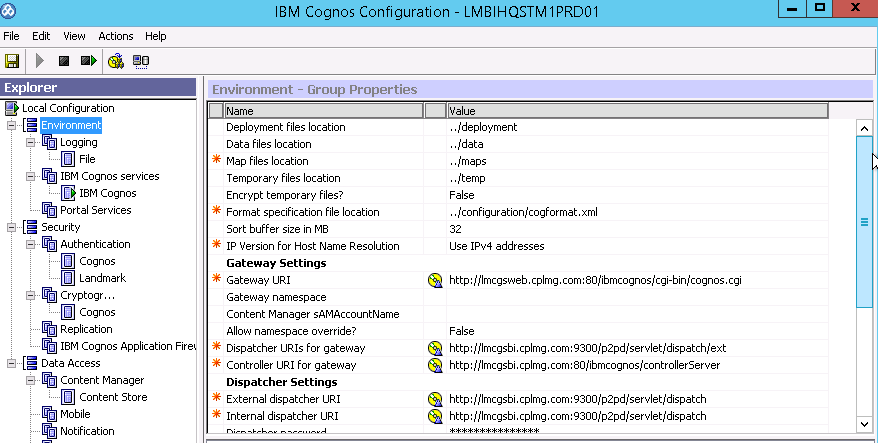 IBM Cognos Configuration - LMBIHQSTM1PRD01
File Edit View Actions Help
Explorer
Local Configuration
Environment
Logging
File
IBM Cognos services
IBM Cognos
Portal Services
Security
Authentication
Cognos
Landmark
Cryptogr...
Cognos
Replication
IBM Cognos Application Firew
Data Access
Content Manager
Content Store
Mobile
Notification
Environment - Group Properties
Name Value
Deployment files location ../deployment
Data files location ../data
* Map files location ../maps
Temporary files location ../temp
Encrypt temporary files? False
* Format specification file location ../configuration/cogformat.xml
Sort buffer size in MB 32
* IP Version for Host Name Resolution Use IPv4 addresses
Gateway Settings
* Gateway URI http://lmcgsweb.cplmg.com:80/ibmcognos/cgi-bin/cognos.cgi
Gateway namespace
Content Manager sAMAccountName
Allow namespace override? False
* Dispatcher URIs for gateway http://lmcgsbi.cplmg.com:9300/p2pd/servlet/dispatch/ext
* Controller URI for gateway http://lmcgsbi.cplmg.com:80/ibmcognos/controllerServer
Dispatcher Settings
* External dispatcher URI http://lmcgsbi.cplmg.com:9300/p2pd/servlet/dispatch
* Internal dispatcher URI http://lmcgsbi.cplmg.com:9300/p2pd/servlet/dispatch
Dispatcher password ***************